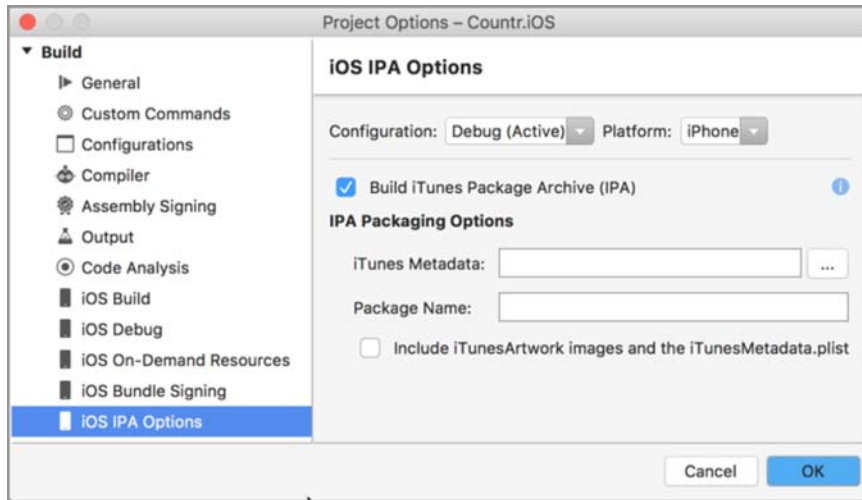 Project Options – Countr.iOS
Build
General
Custom Commands
Configurations
Compiler
Assembly Signing
Output
Code Analysis
iOS Build
iOS Debug
iOS On-Demand Resources
iOS Bundle Signing
iOS IPA Options
iOS IPA Options
Configuration: Debug (Active) Platform: iPhone
Build iTunes Package Archive (IPA)
IPA Packaging Options
iTunes Metadata: ...
Package Name:
Include iTunesArtwork images and the iTunesMetadata.plist
Cancel OK